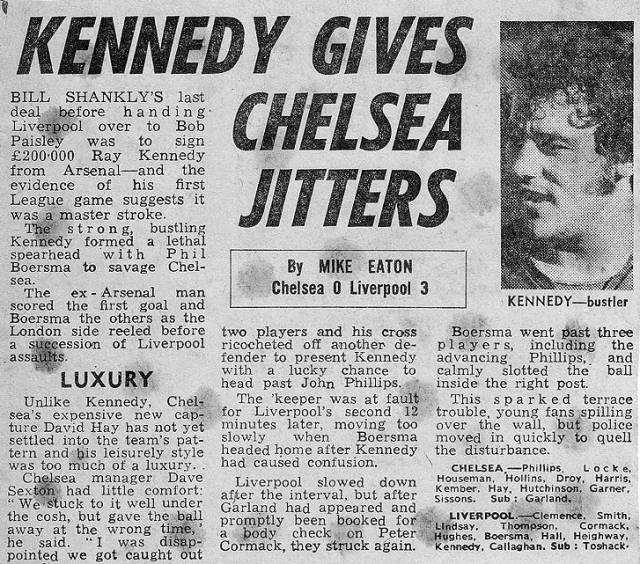 KENNEDY GIVES
CHELSEA
JITTERS
By MIKE EATON
Chelsea 0 Liverpool 3
KENNEDY—bustler
BILL SHANKLY'S last
deal before handing
Liverpool over to Bob
Paisley was to sign
£200·000 Ray Kennedy
from Arsenal—and the
evidence of his first
League game suggests it
was a master stroke.
The strong, bustling
Kennedy formed a lethal
spearhead with Phil
Boersma to savage Chel-
sea.
The ex-Arsenal man
scored the first goal and
Boersma the others as the
London side reeled before
a succession of Liverpool
assaults.
LUXURY
Unlike Kennedy, Chel-
sea's expensive new cap-
ture David Hay has not yet
settled into the team's pat-
tern and his leisurely style
was too much of a luxury.
Chelsea manager Dave
Sexton had little comfort:
"We stuck to it well under
the cosh, but gave the ball
away at the wrong time,"
he said. "I was disap-
pointed we got caught out
two players and his cross
ricocheted off another de-
fender to present Kennedy
with a lucky chance to
head past John Phillips.
The 'keeper was at fault
for Liverpool's second 12
minutes later, moving too
slowly when Boersma
headed home after Kennedy
had caused confusion.
Liverpool slowed down
after the interval, but after
Garland had appeared and
promptly been booked for
a body check on Peter
Cormack, they struck again.
Boersma went past three
players, including the
advancing Phillips, and
calmly slotted the ball
inside the right post.
This sparked terrace
trouble, young fans spilling
over the wall, but police
moved in quickly to quell
the disturbance.
CHELSEA.—Phillips, Locke,
Houseman, Hollins, Droy, Harris,
Kember, Hay, Hutchinson, Garner,
Sissons. Sub: Garland.
LIVERPOOL.—Clemence, Smith,
Lindsay, Thompson, Cormack,
Hughes, Boersma, Hall, Heighway,
Kennedy, Callaghan. Sub: Toshack.